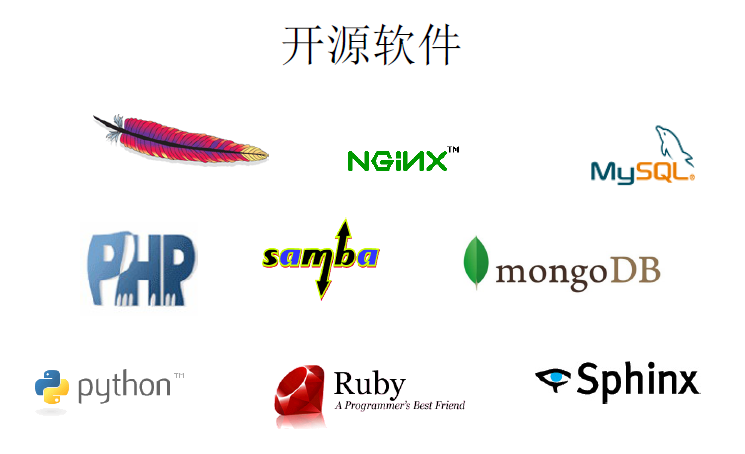 开源软件
NGiNX™
MySQL®
PHP
samba
mongoDB
python™
Ruby
A Programmer's Best Friend
Sphinx